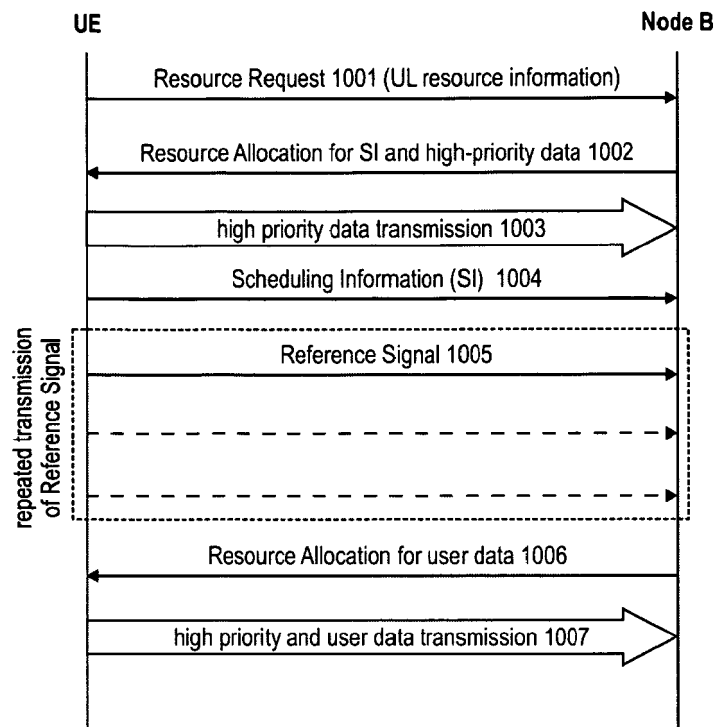 UE
Node B
Resource Request 1001 (UL resource information)
Resource Allocation for SI and high-priority data 1002
high priority data transmission 1003
Scheduling Information (SI) 1004
repeated transmission
of Reference Signal
Reference Signal 1005
Resource Allocation for user data 1006
high priority and user data transmission 1007